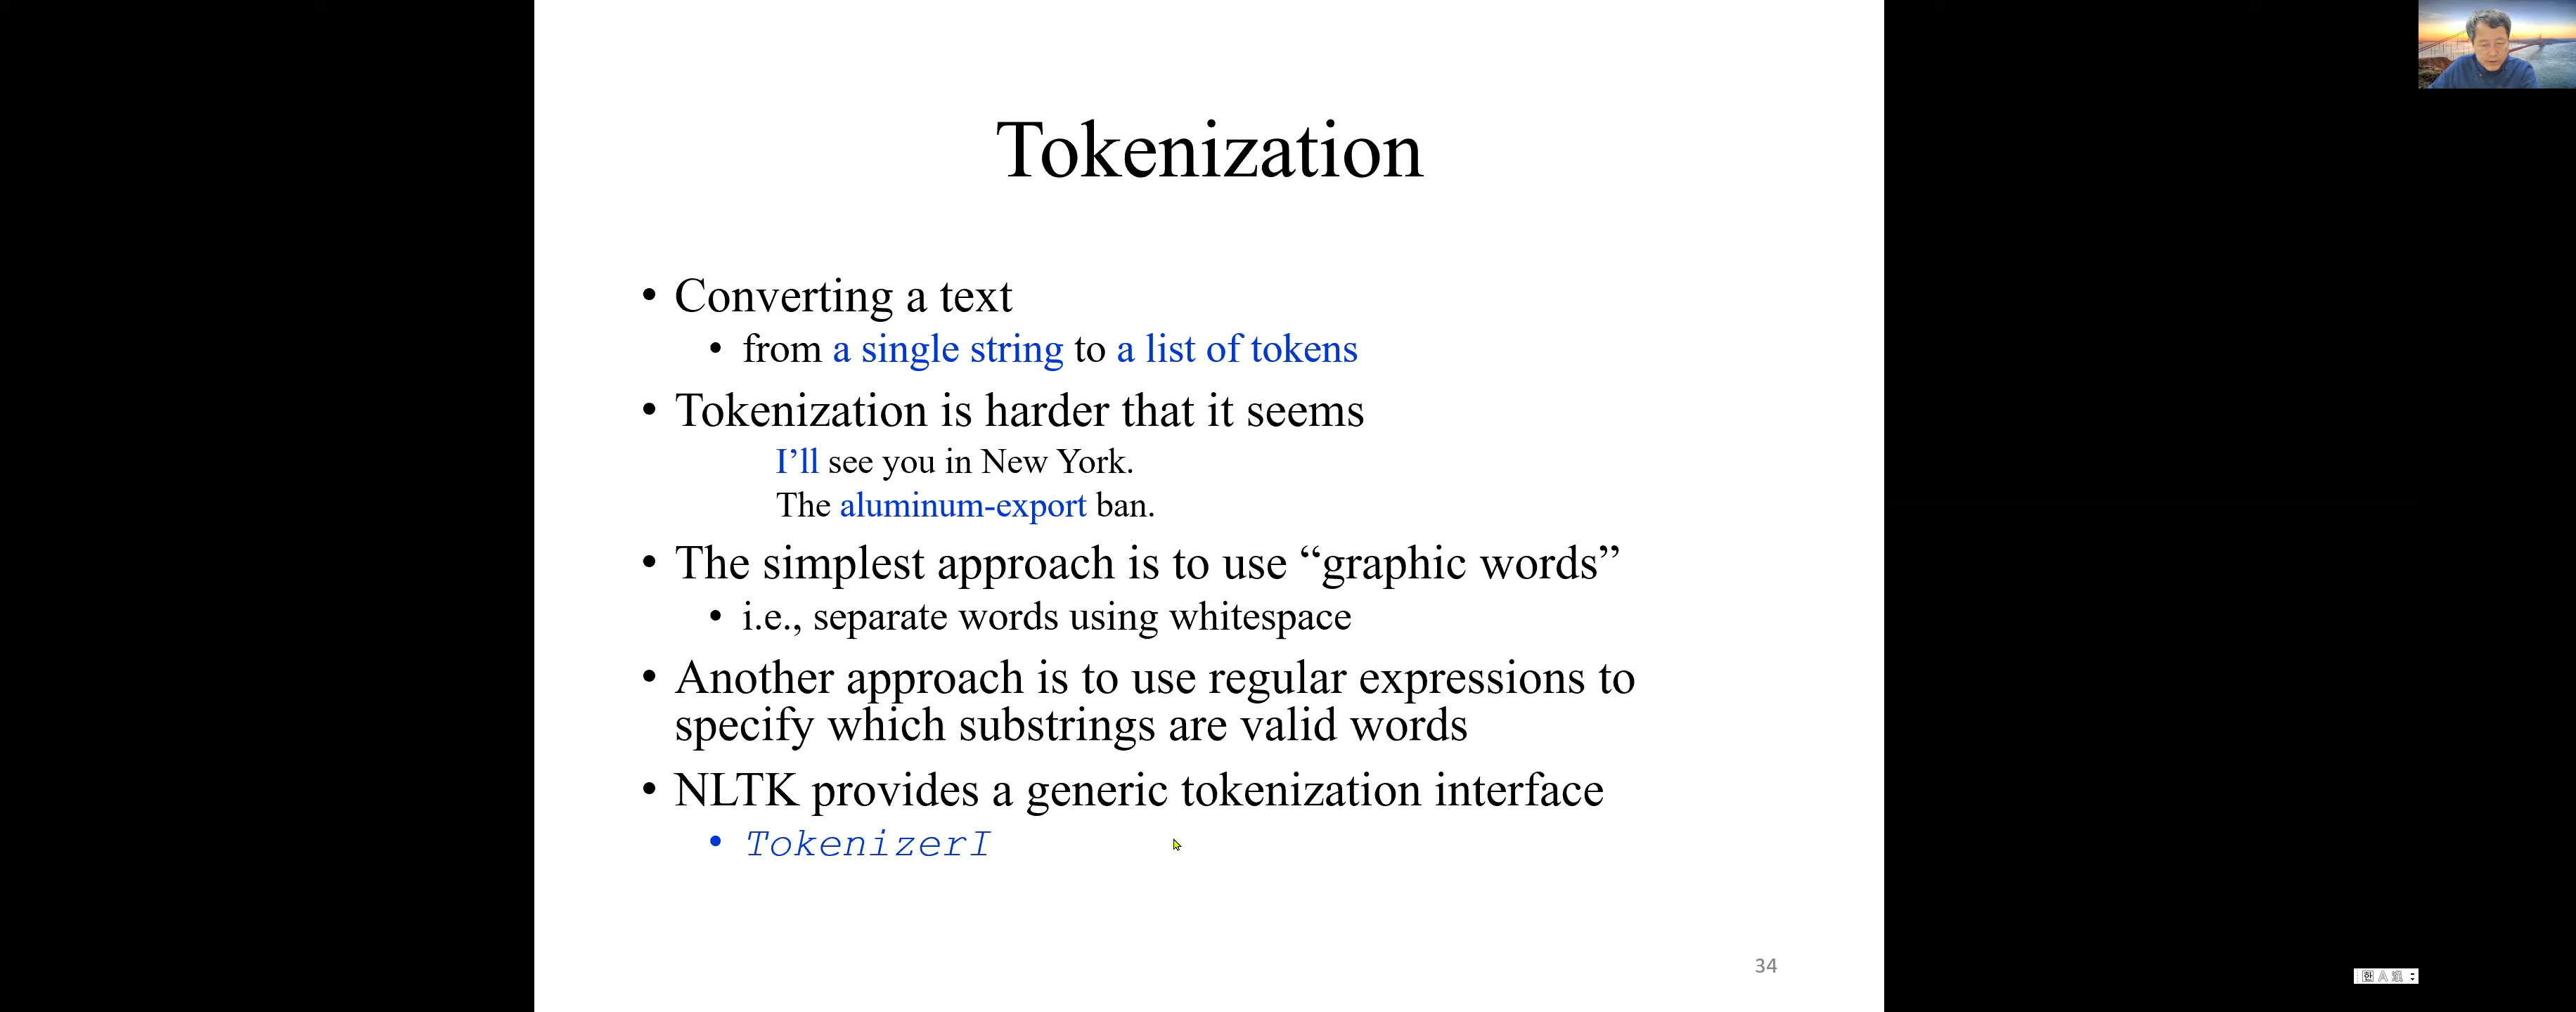 Tokenization
• Converting a text
• from a single string to a list of tokens
• Tokenization is harder that it seems
I’ll see you in New York.
The aluminum-export ban.
• The simplest approach is to use “graphic words”
• i.e., separate words using whitespace
• Another approach is to use regular expressions to
specify which substrings are valid words
• NLTK provides a generic tokenization interface
• TokenizerI
34
한 A 漢